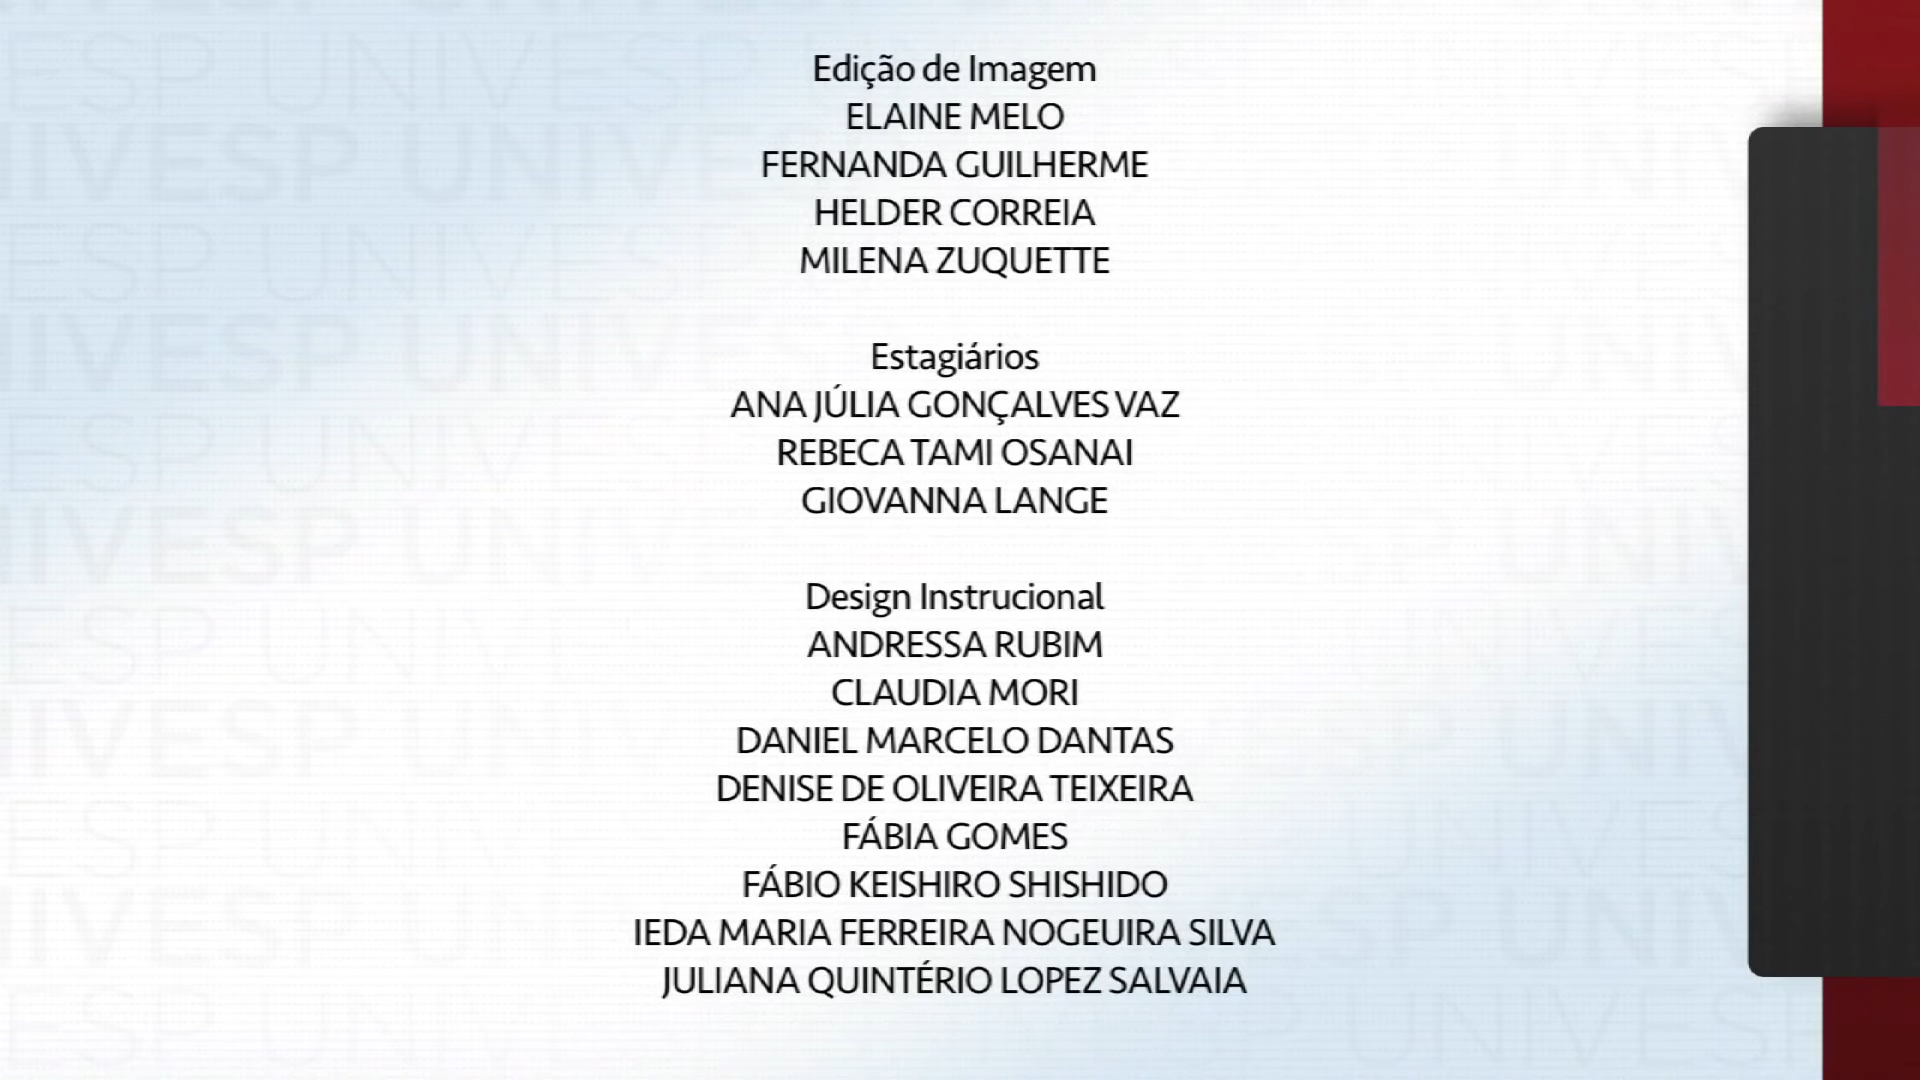 Edição de Imagem
ELAINE MELO
FERNANDA GUILHERME
HELDER CORREIA
MILENA ZUQUETTE
Estagiários
ANA JÚLIA GONÇALVES VAZ
REBECA TAMI OSANAI
GIOVANNA LANGE
Design Instrucional
ANDRESSA RUBIM
CLAUDIA MORI
DANIEL MARCELO DANTAS
DENISE DE OLIVEIRA TEIXEIRA
FÁBIA GOMES
FÁBIO KEISHIRO SHISHIDO
IEDA MARIA FERREIRA NOGEUIRA SILVA
JULIANA QUINTÉRIO LOPEZ SALVAIA